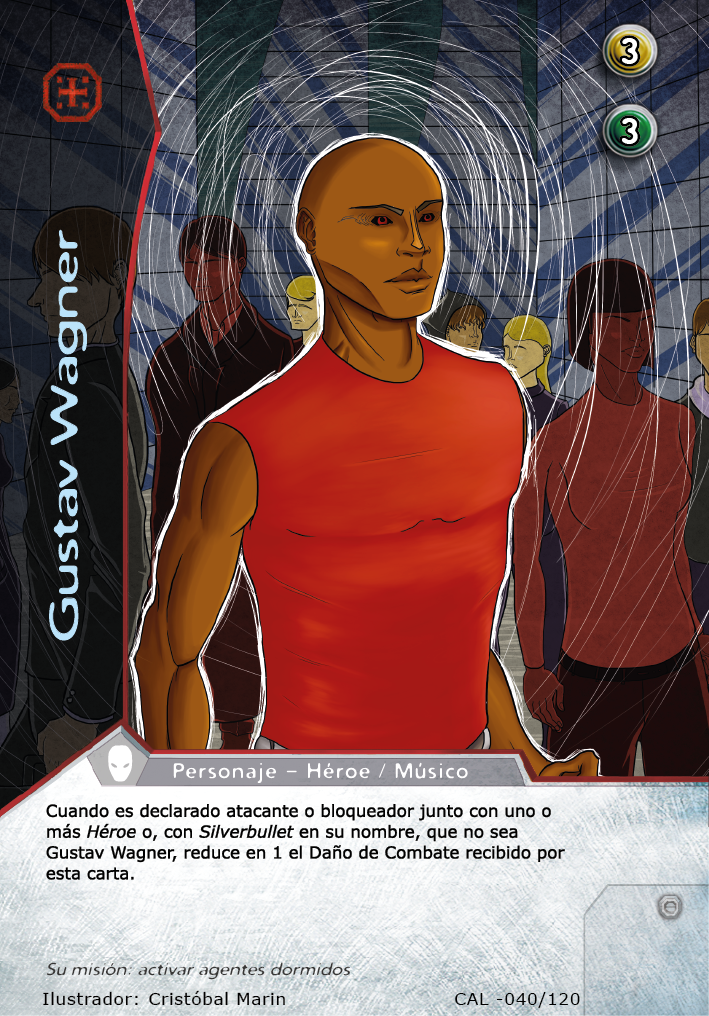 3
3
Gustav Wagner
Personaje – Héroe / Músico
Cuando es declarado atacante o bloqueador junto con uno o
más Héroe o, con Silverbullet en su nombre, que no sea
Gustav Wagner, reduce en 1 el Daño de Combate recibido por
esta carta.
Su misión: activar agentes dormidos
Ilustrador: Cristóbal Marin
CAL -040/120